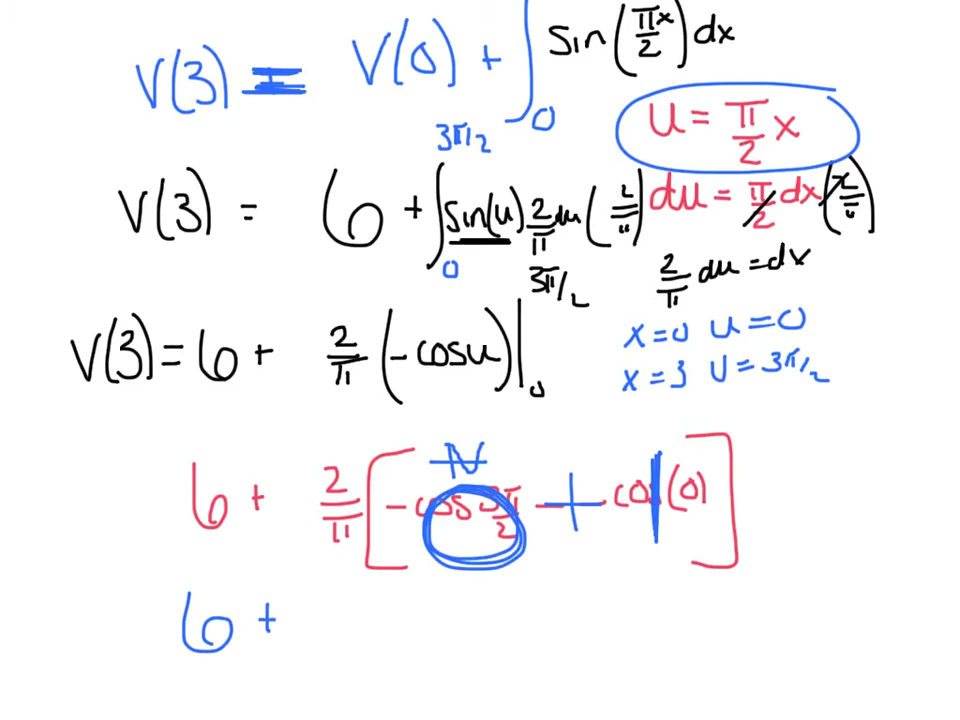 V(3) = V(0) + ∫₀ sin(πx/2) dx
u = π/2 x
V(3) = 6 + ∫₀^{3π/2} sin(u) 2/π du
du = π/2 dx
2/π du = dx
x=0 u=0
x=3 U=3π/2
V(3) = 6 + 2/π (-cosu)|₀^{3π/2}
6 + 2/π [-cos 3π/2 + cos(0)]
6 +